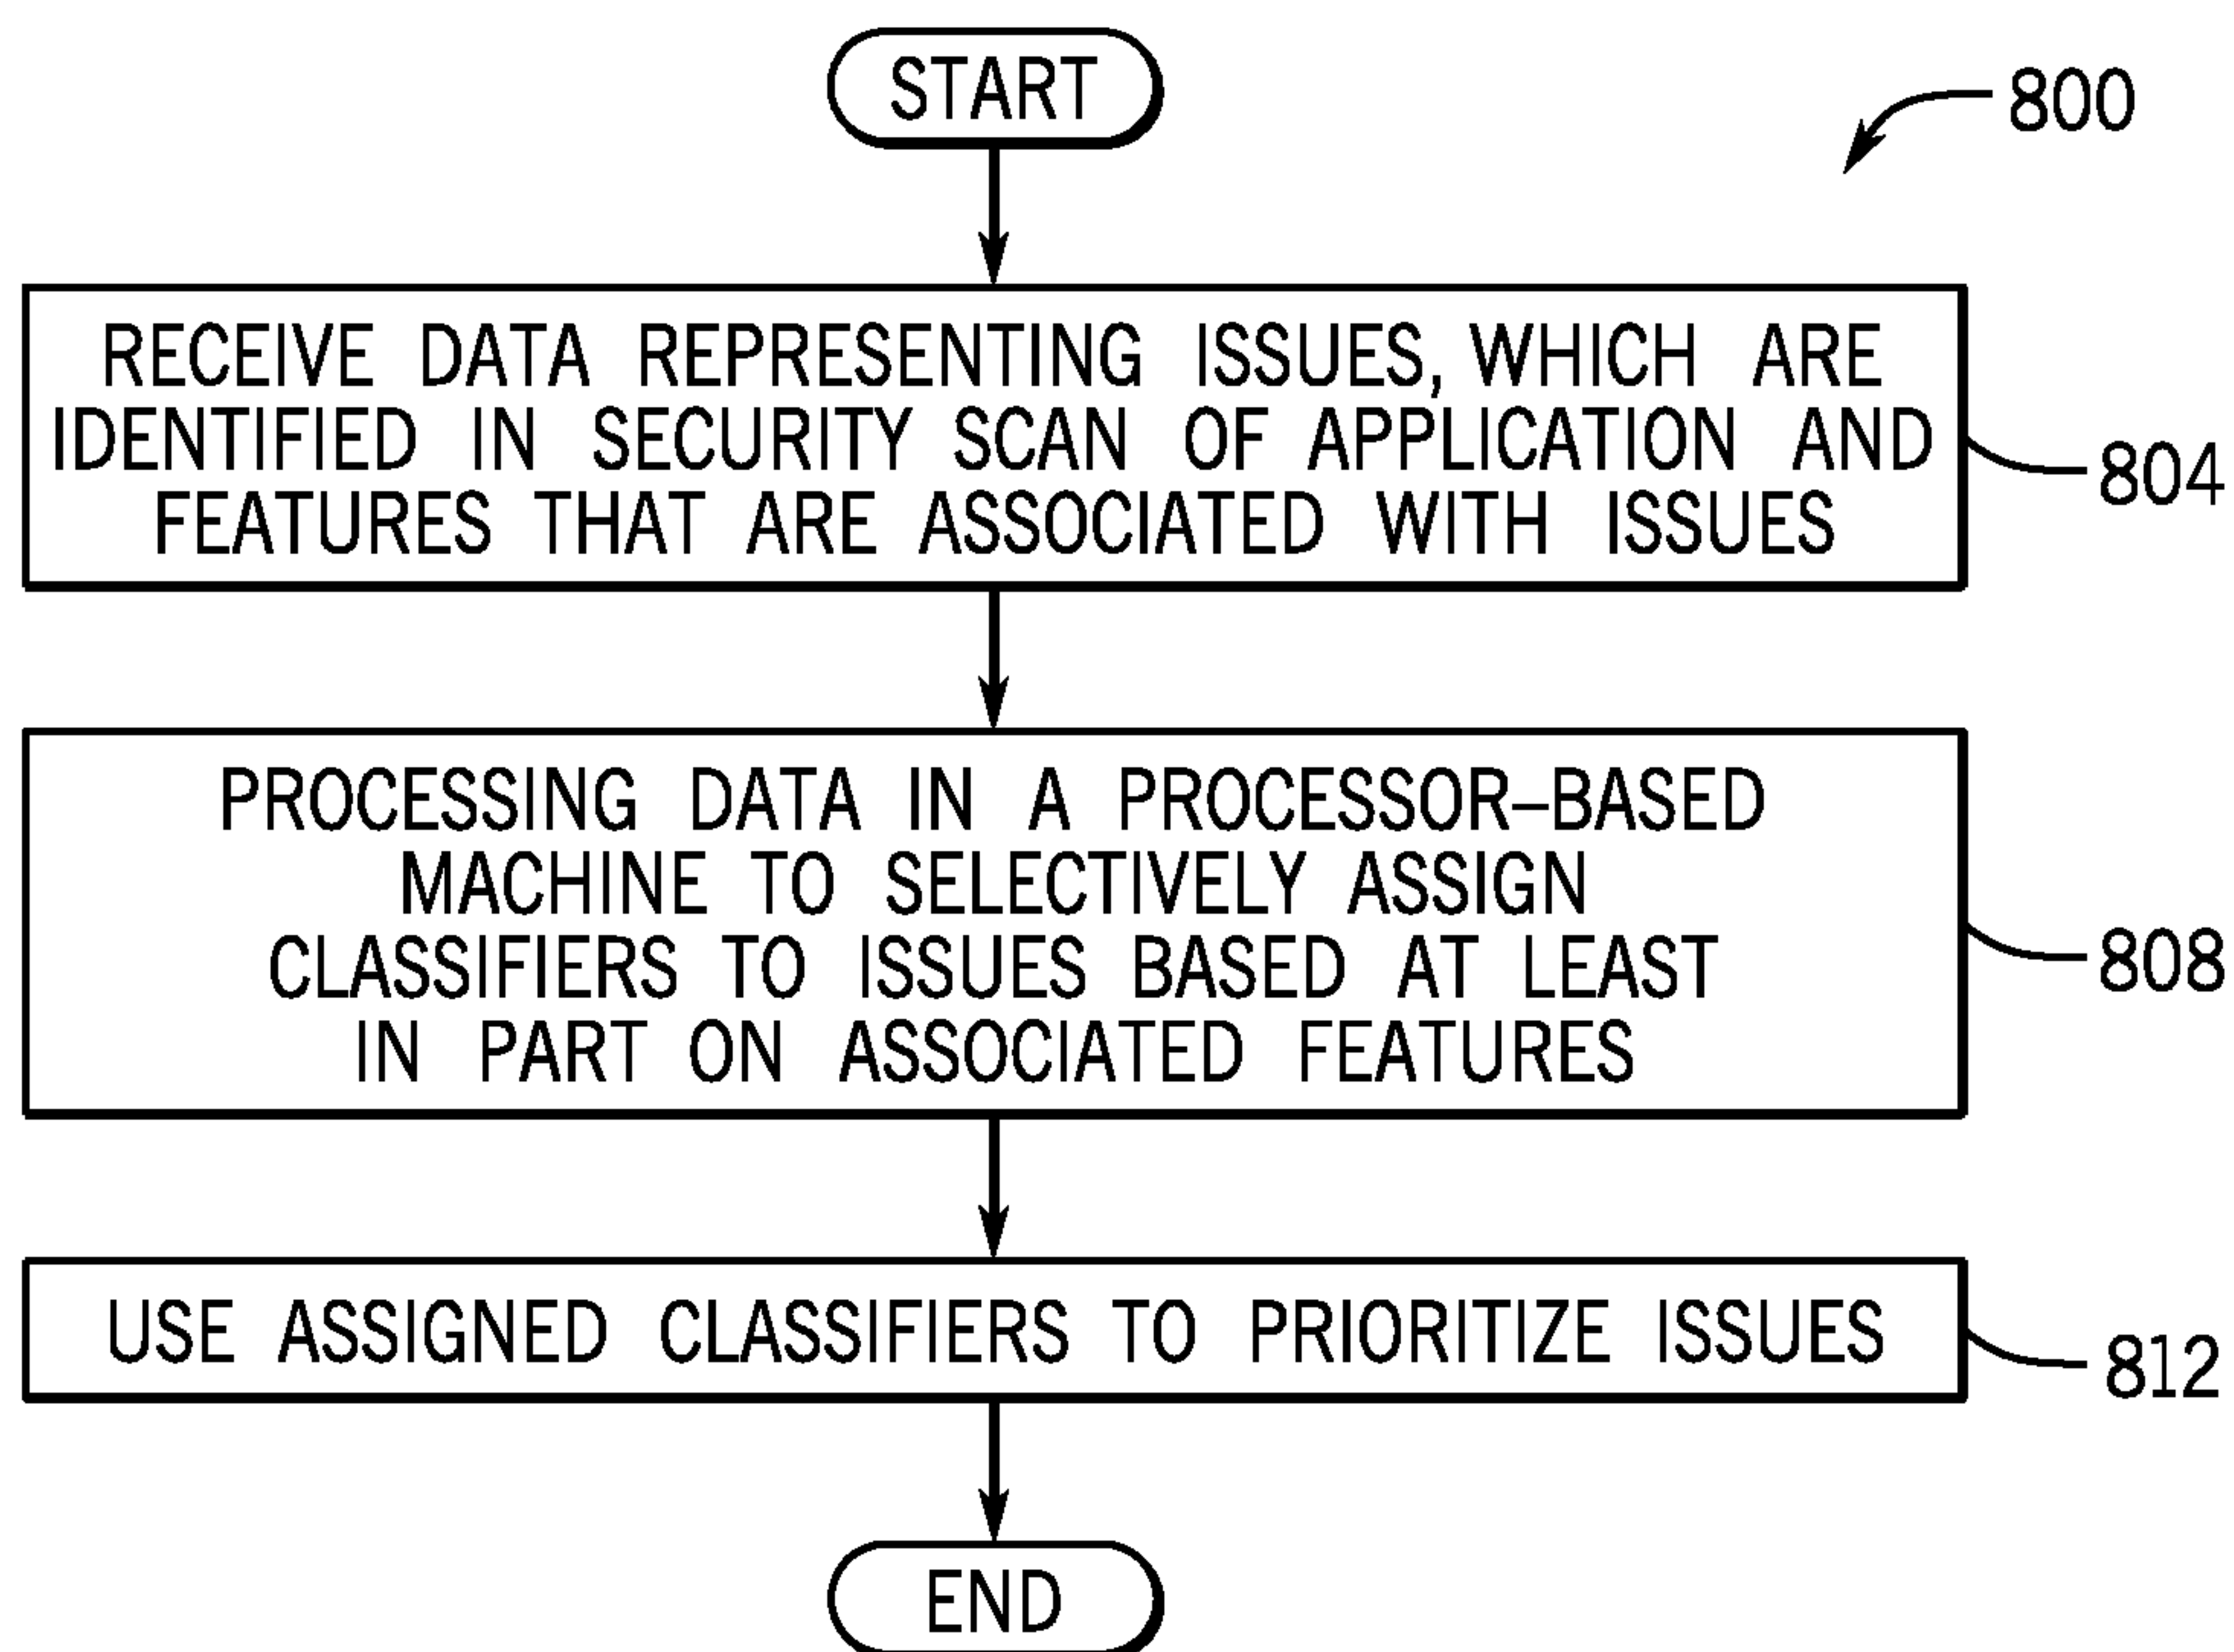 START
800
RECEIVE DATA REPRESENTING ISSUES, WHICH ARE
IDENTIFIED IN SECURITY SCAN OF APPLICATION AND
FEATURES THAT ARE ASSOCIATED WITH ISSUES
804
PROCESSING DATA IN A PROCESSOR-BASED
MACHINE TO SELECTIVELY ASSIGN
CLASSIFIERS TO ISSUES BASED AT LEAST
IN PART ON ASSOCIATED FEATURES
808
USE ASSIGNED CLASSIFIERS TO PRIORITIZE ISSUES
812
END